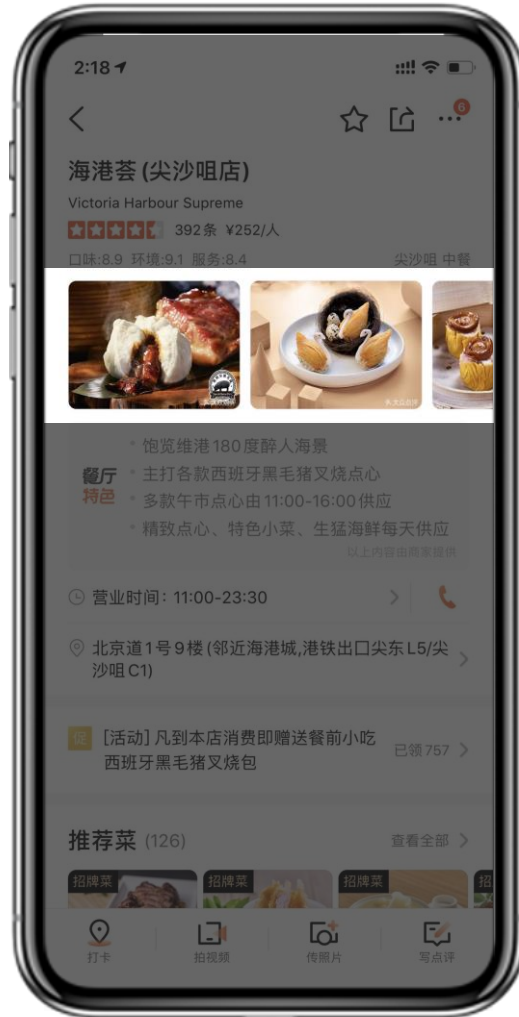 2:18
6
海港荟 (尖沙咀店)
Victoria Harbour Supreme
392条 ¥252/人
口味:8.9 环境:9.1 服务:8.4 尖沙咀 中餐
餐厅
特色
* 饱览维港180度醉人海景
* 主打各款西班牙黑毛猪叉烧点心
* 多款午市点心由11:00-16:00供应
* 精致点心、特色小菜、生猛海鲜每天供应
以上内容由商家提供
营业时间: 11:00-23:30
北京道1号9楼(邻近海港城,港铁出口尖东L5/尖
沙咀C1)
促 [活动] 凡到本店消费即赠送餐前小吃
西班牙黑毛猪叉烧包
已领757
推荐菜 (126) 查看全部
招牌菜 招牌菜 招牌菜 招
打卡 拍视频 传照片 写点评